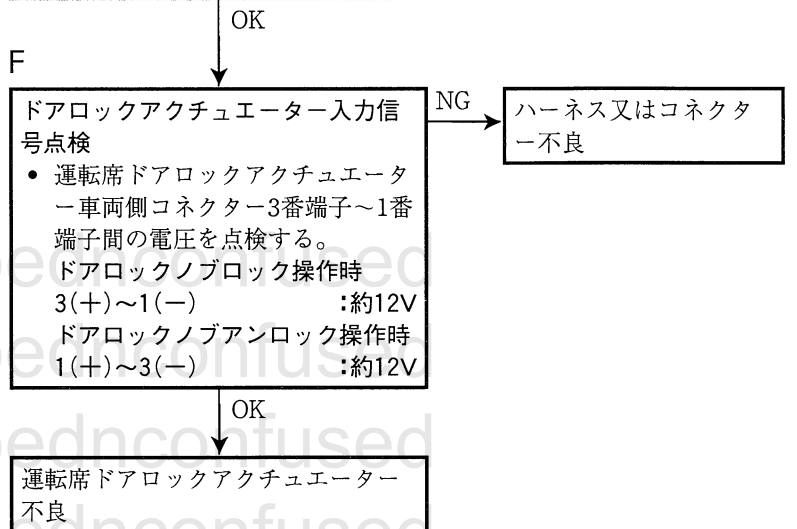 OK
F
ドアロックアクチュエーター入力信
号点検
NG
ハーネス又はコネクタ
ー不良
● 運転席ドアロックアクチュエータ
ー車両側コネクター3番端子～1番
端子間の電圧を点検する。
ドアロックノブロック操作時
3(＋)～1(－) :約12V
ドアロックノブアンロック操作時
1(＋)～3(－) :約12V
OK
運転席ドアロックアクチュエーター
不良
ednconfused
ednconfused
ednconfused
ednconfused